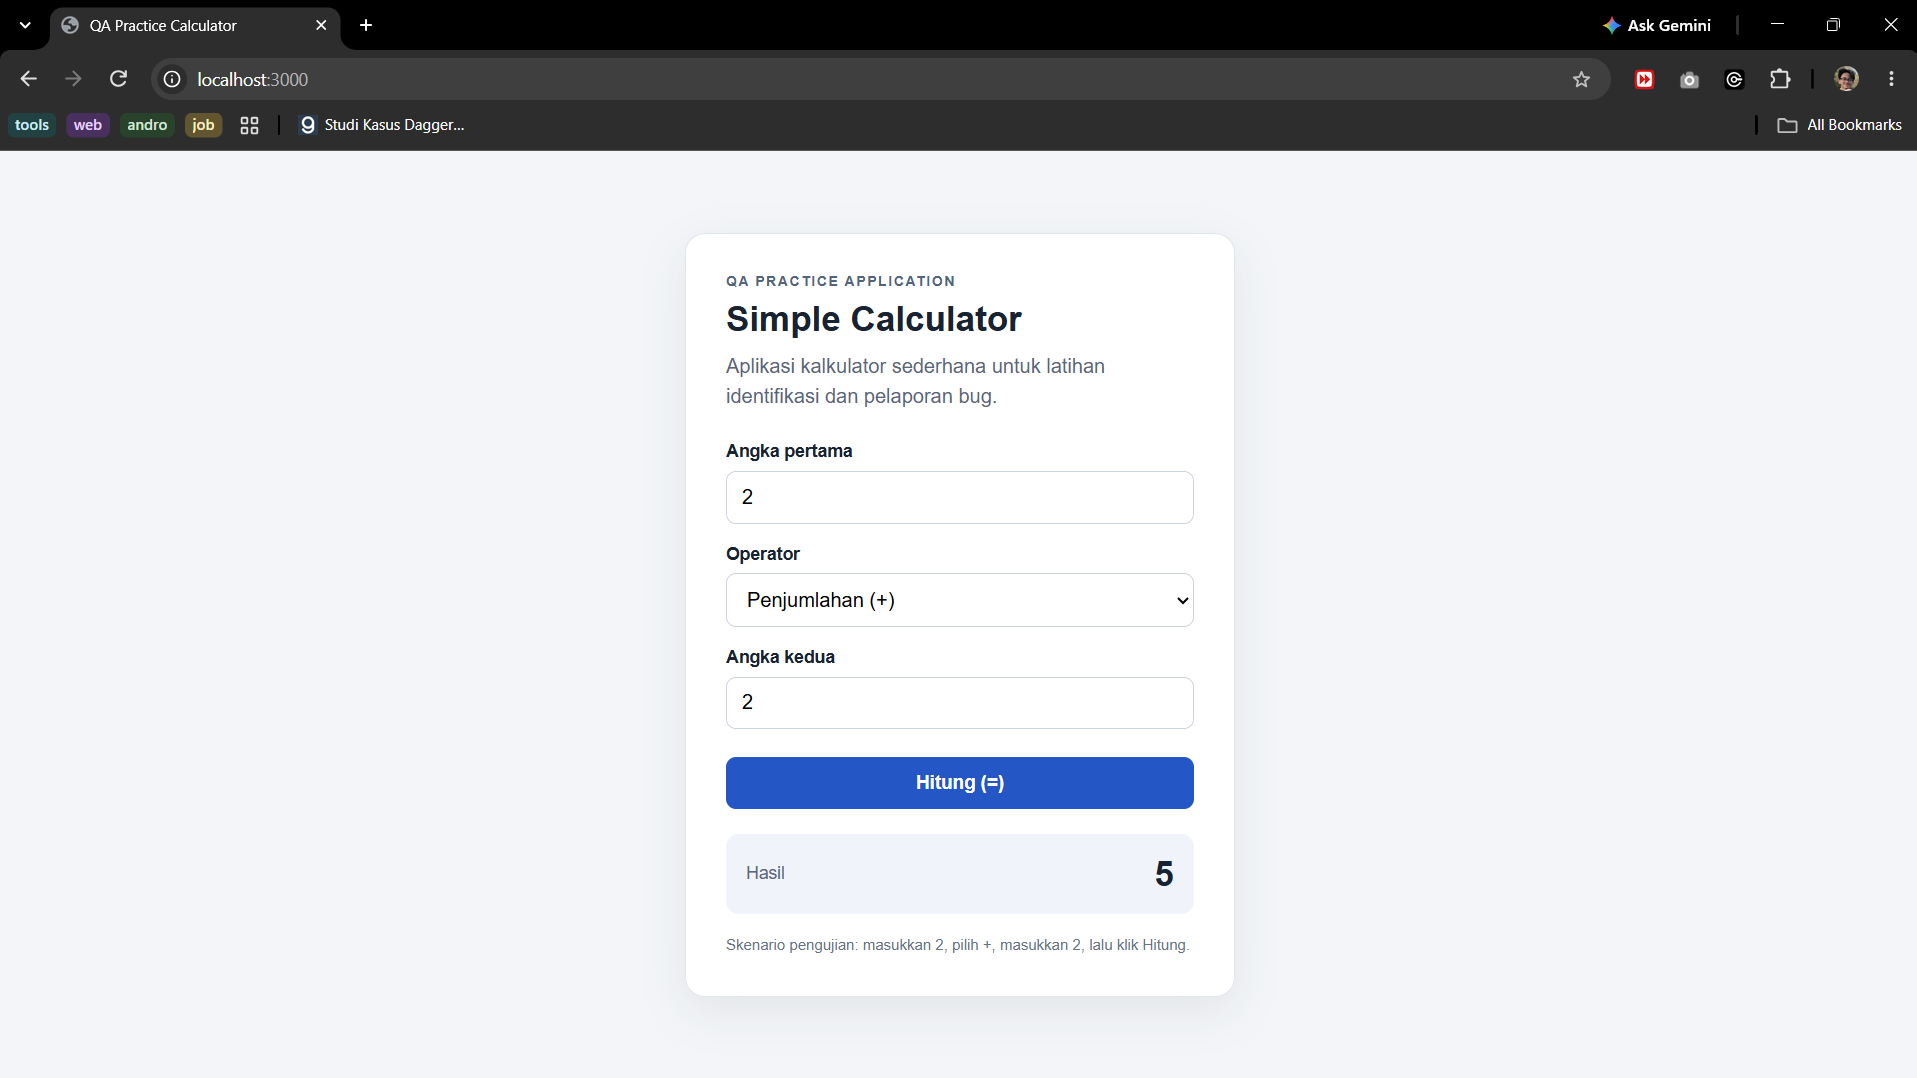 QA Practice Calculator
Ask Gemini
localhost:3000
tools web andro job Studi Kasus Dagger... All Bookmarks
QA PRACTICE APPLICATION
Simple Calculator
Aplikasi kalkulator sederhana untuk latihan
identifikasi dan pelaporan bug.
Angka pertama
2
Operator
Penjumlahan (+)
Angka kedua
2
Hitung (=)
Hasil 5
Skenario pengujian: masukkan 2, pilih +, masukkan 2, lalu klik Hitung.